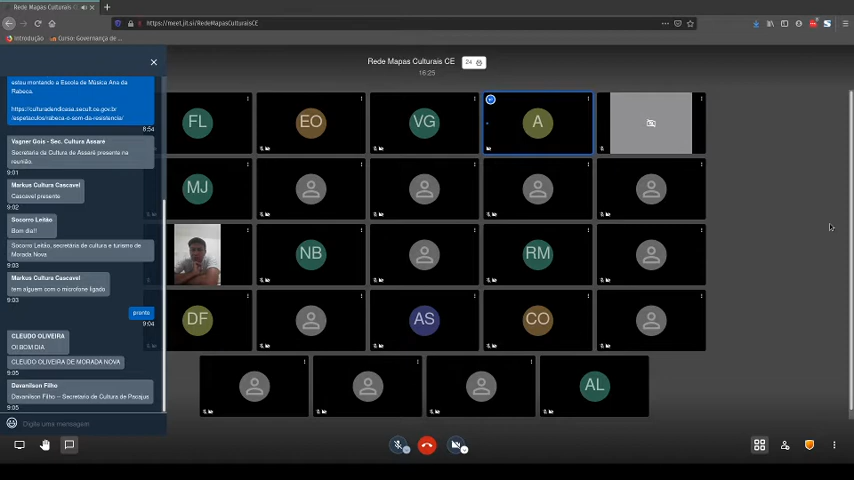 Rede Mapas Culturais C
https://meet.jit.si/RedeMapasCulturaisCE
Introdução
Curso: Governança de ...
Rede Mapas Culturais CE
24
16:25
estou montando a Escola de Música Ana da
Rabeca.
https://culturadendicasa.secult.ce.gov.br
/espetaculos/rabeca-o-som-da-resistencia/
8:54
Vagner Gois - Sec. Cultura Assaré
Secretaria da Cultura de Assaré presente na
reunião.
9:01
Markus Cultura Cascavel
Cascavel presente
9:02
Socorro Leitão
Bom dia!!
Socorro Leitão, secretária de cultura e turismo de
Morada Nova
9:03
Markus Cultura Cascavel
tem alguem com o microfone ligado
9:03
pronto
9:04
CLEUDO OLIVEIRA
OI BOM DIA
CLEUDO OLIVEIRA DE MORADA NOVA
9:05
Davanilson Filho
Davanilson Filho -- Secretario de Cultura de Pacajus
9:05
Digite uma mensagem
FL
EO
VG
A
MJ
NB
RM
DF
AS
CO
AL